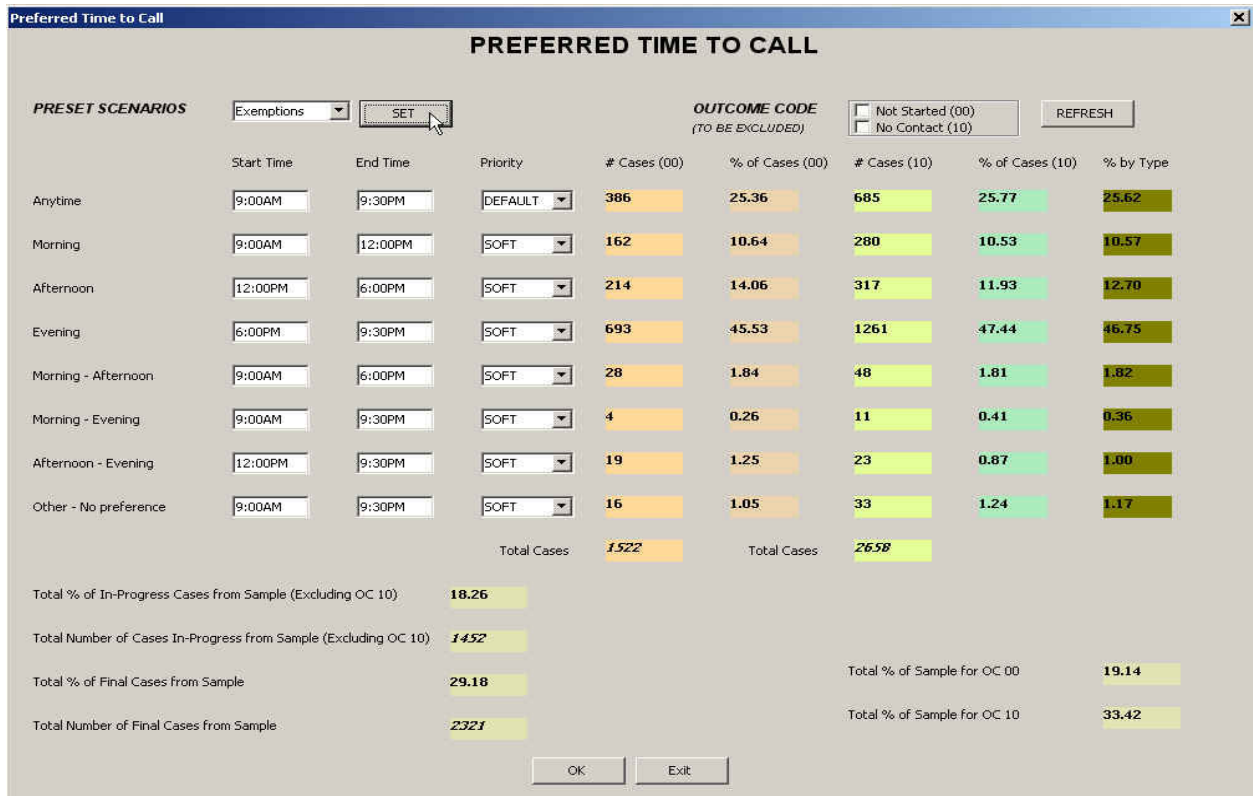 Preferred Time to Call
PREFERRED TIME TO CALL
PRESET SCENARIOS Exemptions SET OUTCOME CODE Not Started (00) REFRESH
(TO BE EXCLUDED) No Contact (10)
Start Time End Time Priority # Cases (00) % of Cases (00) # Cases (10) % of Cases (10) % by Type
Anytime 9:00AM 9:30PM DEFAULT 386 25.36 685 25.77 25.62
Morning 9:00AM 12:00PM SOFT 162 10.64 280 10.53 10.57
Afternoon 12:00PM 6:00PM SOFT 214 14.06 317 11.93 12.70
Evening 6:00PM 9:30PM SOFT 693 45.53 1261 47.44 46.75
Morning - Afternoon 9:00AM 6:00PM SOFT 28 1.84 48 1.81 1.82
Morning - Evening 9:00AM 9:30PM SOFT 4 0.26 11 0.41 0.36
Afternoon - Evening 12:00PM 9:30PM SOFT 19 1.25 23 0.87 1.00
Other - No preference 9:00AM 9:30PM SOFT 16 1.05 33 1.24 1.17
Total Cases 1522 Total Cases 2658
Total % of In-Progress Cases from Sample (Excluding OC 10) 18.26
Total Number of Cases In-Progress from Sample (Excluding OC 10) 1452
Total % of Final Cases from Sample 29.18
Total % of Sample for OC 00 19.14
Total Number of Final Cases from Sample 2321
Total % of Sample for OC 10 33.42
OK Exit